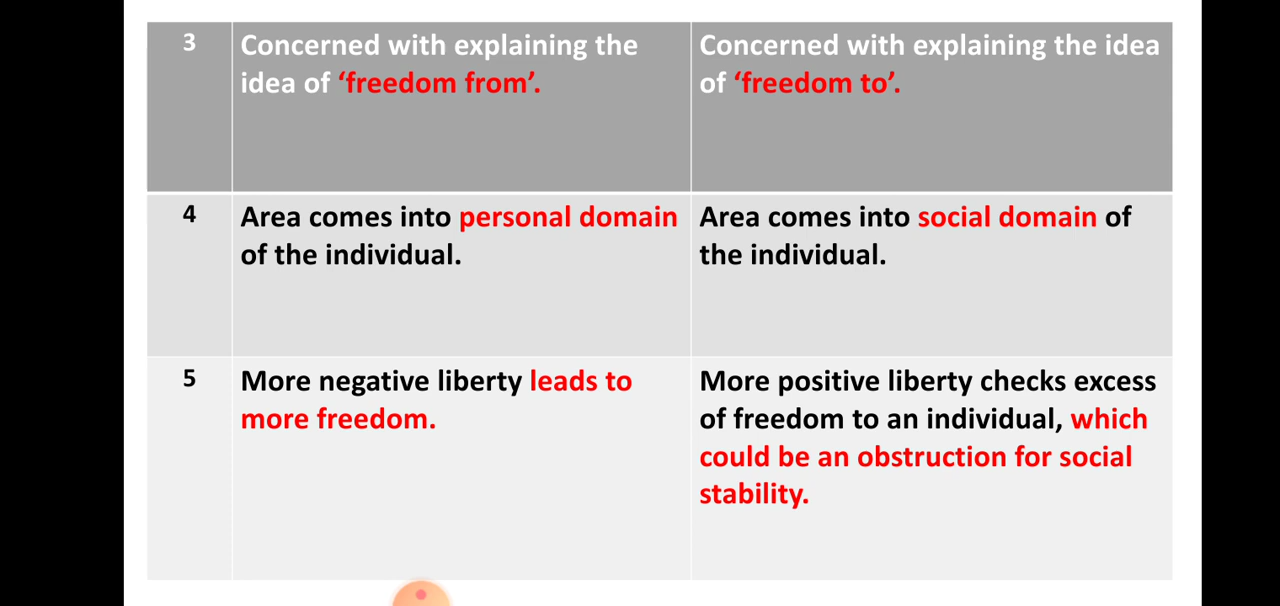 3
Concerned with explaining the
idea of ‘freedom from’.
Concerned with explaining the idea
of ‘freedom to’.
4
Area comes into personal domain
of the individual.
Area comes into social domain of
the individual.
5
More negative liberty leads to
more freedom.
More positive liberty checks excess
of freedom to an individual, which
could be an obstruction for social
stability.